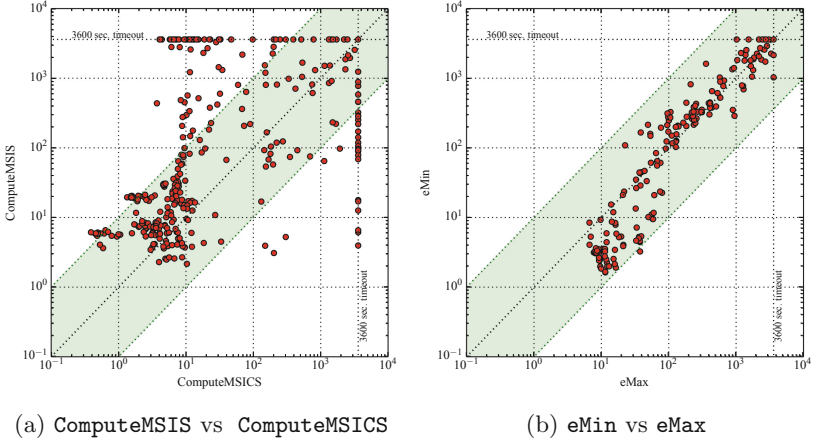 10^4
3600 sec. timeout
10^3
10^2
10^1
10^0
10^-1
ComputeMSIS
3600 sec. timeout
10^-1 10^0 10^1 10^2 10^3 10^4
ComputeMSICS
(a) ComputeMSIS vs ComputeMSICS
10^4
3600 sec. timeout
10^3
10^2
10^1
10^0
10^-1
eMin
3600 sec. timeout
10^-1 10^0 10^1 10^2 10^3 10^4
eMax
(b) eMin vs eMax